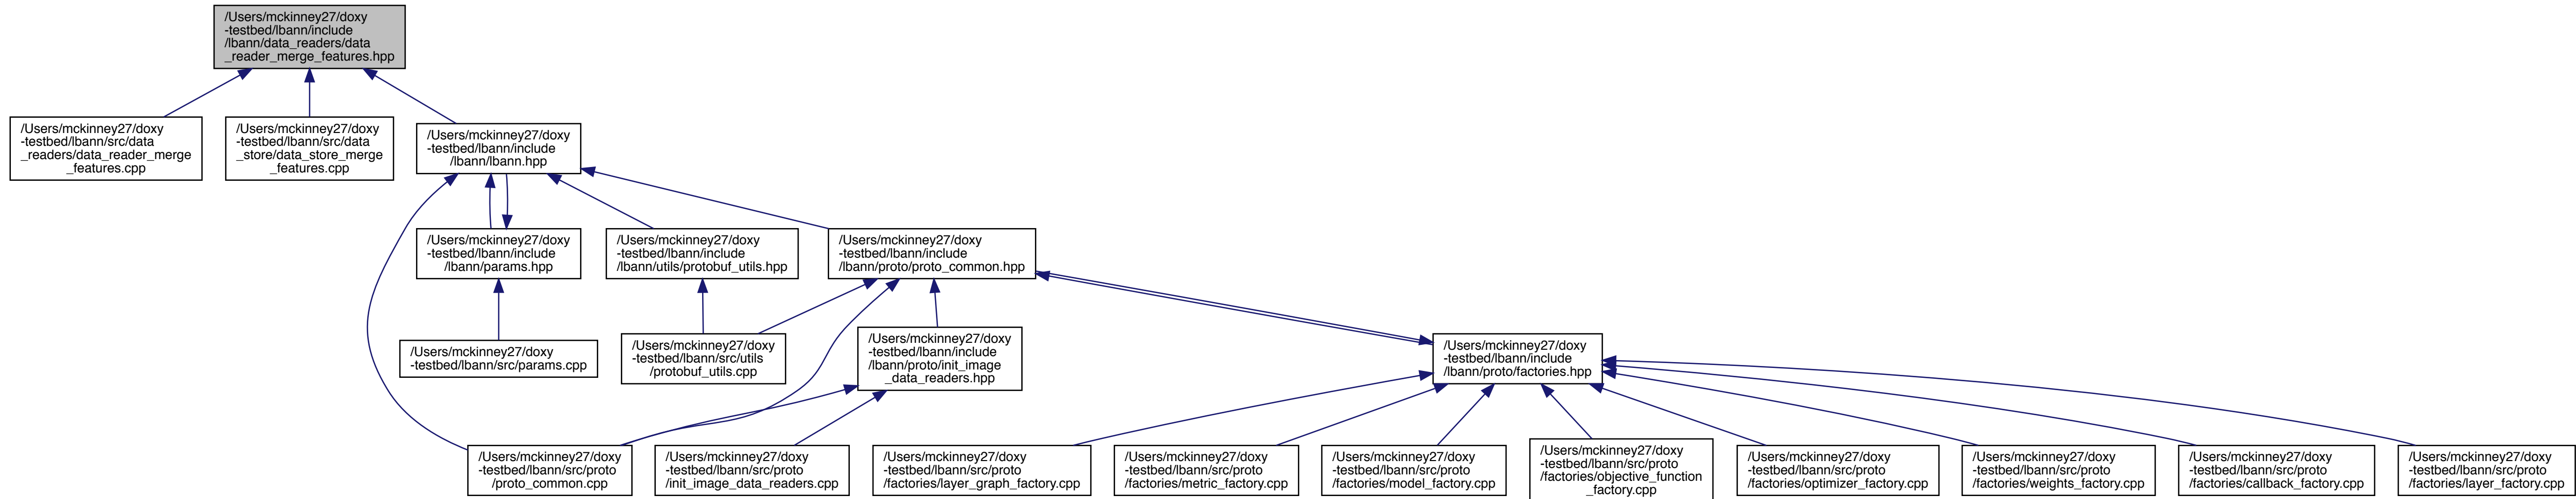 /Users/mckinney27/doxy
-testbed/lbann/include
/lbann/data_readers/data
_reader_merge_features.hpp
/Users/mckinney27/doxy
-testbed/lbann/src/data
_readers/data_reader_merge
_features.cpp
/Users/mckinney27/doxy
-testbed/lbann/src/data
_store/data_store_merge
_features.cpp
/Users/mckinney27/doxy
-testbed/lbann/include
/lbann/lbann.hpp
/Users/mckinney27/doxy
-testbed/lbann/include
/lbann/params.hpp
/Users/mckinney27/doxy
-testbed/lbann/include
/lbann/utils/protobuf_utils.hpp
/Users/mckinney27/doxy
-testbed/lbann/include
/lbann/proto/proto_common.hpp
/Users/mckinney27/doxy
-testbed/lbann/src/params.cpp
/Users/mckinney27/doxy
-testbed/lbann/src/utils
/protobuf_utils.cpp
/Users/mckinney27/doxy
-testbed/lbann/include
/lbann/proto/init_image
_data_readers.hpp
/Users/mckinney27/doxy
-testbed/lbann/include
/lbann/proto/factories.hpp
/Users/mckinney27/doxy
-testbed/lbann/src/proto
/proto_common.cpp
/Users/mckinney27/doxy
-testbed/lbann/src/proto
/init_image_data_readers.cpp
/Users/mckinney27/doxy
-testbed/lbann/src/proto
/factories/layer_graph_factory.cpp
/Users/mckinney27/doxy
-testbed/lbann/src/proto
/factories/metric_factory.cpp
/Users/mckinney27/doxy
-testbed/lbann/src/proto
/factories/model_factory.cpp
/Users/mckinney27/doxy
-testbed/lbann/src/proto
/factories/objective_function
_factory.cpp
/Users/mckinney27/doxy
-testbed/lbann/src/proto
/factories/optimizer_factory.cpp
/Users/mckinney27/doxy
-testbed/lbann/src/proto
/factories/weights_factory.cpp
/Users/mckinney27/doxy
-testbed/lbann/src/proto
/factories/callback_factory.cpp
/Users/mckinney27/doxy
-testbed/lbann/src/proto
/factories/layer_factory.cpp